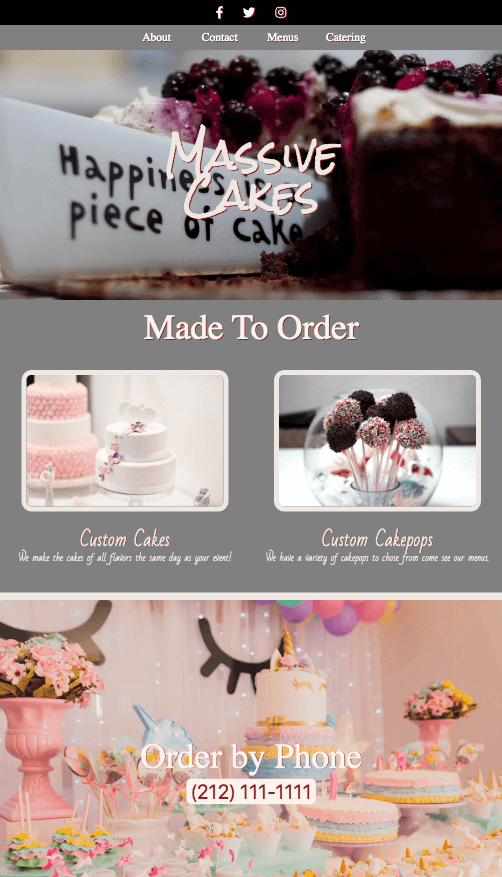 About Contact Menus Catering
Happiness is a
piece of cake
Massive
Cakes
Made To Order
Custom Cakes
We make the cakes of all flavors the same day as your event!
Custom Cakepops
We have a variety of cakepops to chose from come see our menus.
Order by Phone
(212) 111-1111